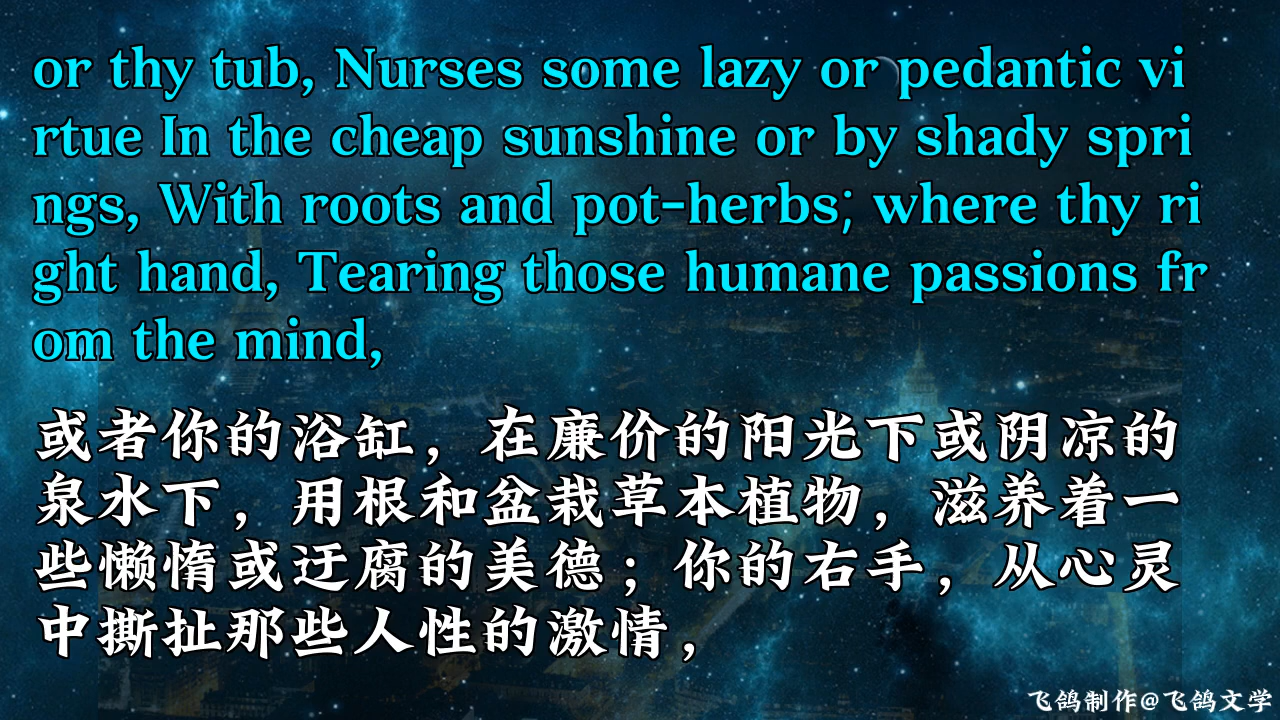 or thy tub, Nurses some lazy or pedantic vi
rtue In the cheap sunshine or by shady spri
ngs, With roots and pot-herbs; where thy ri
ght hand, Tearing those humane passions fr
om the mind,
或者你的浴缸，在廉价的阳光下或阴凉的
泉水下，用根和盆栽草本植物，滋养着一
些懒惰或迂腐的美德；你的右手，从心灵
中撕扯那些人性的激情，
飞鸽制作@飞鸽文学